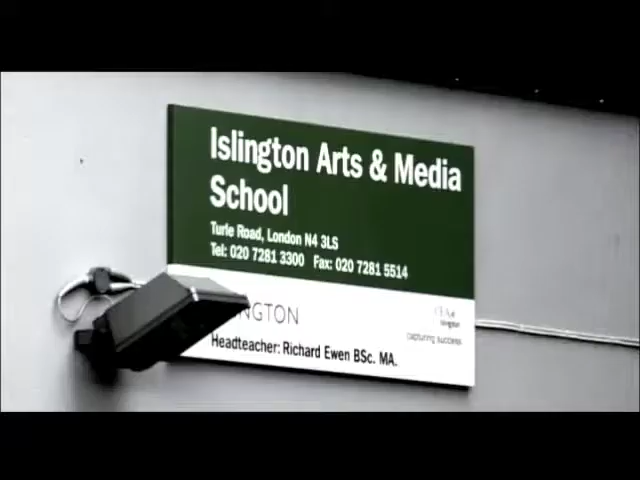 Islington Arts & Media
School
Turle Road, London N4 3LS
Tel: 020 7281 3300 Fax: 020 7281 5514
NGTON
Islington
capturing success
Headteacher: Richard Ewen BSc. MA.